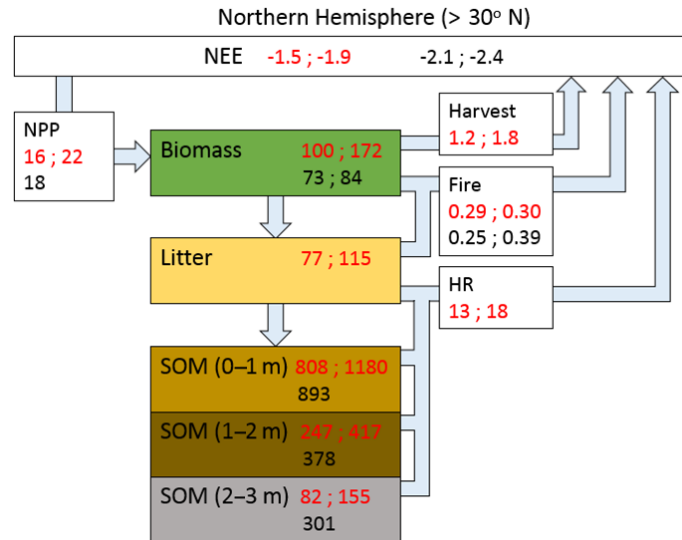 Northern Hemisphere (> 30° N)
NEE -1.5 ; -1.9 -2.1 ; -2.4
NPP
16 ; 22
18
Biomass 100 ; 172
73 ; 84
Harvest
1.2 ; 1.8
Fire
0.29 ; 0.30
0.25 ; 0.39
Litter 77 ; 115
HR
13 ; 18
SOM (0–1 m) 808 ; 1180
893
SOM (1–2 m) 247 ; 417
378
SOM (2–3 m) 82 ; 155
301